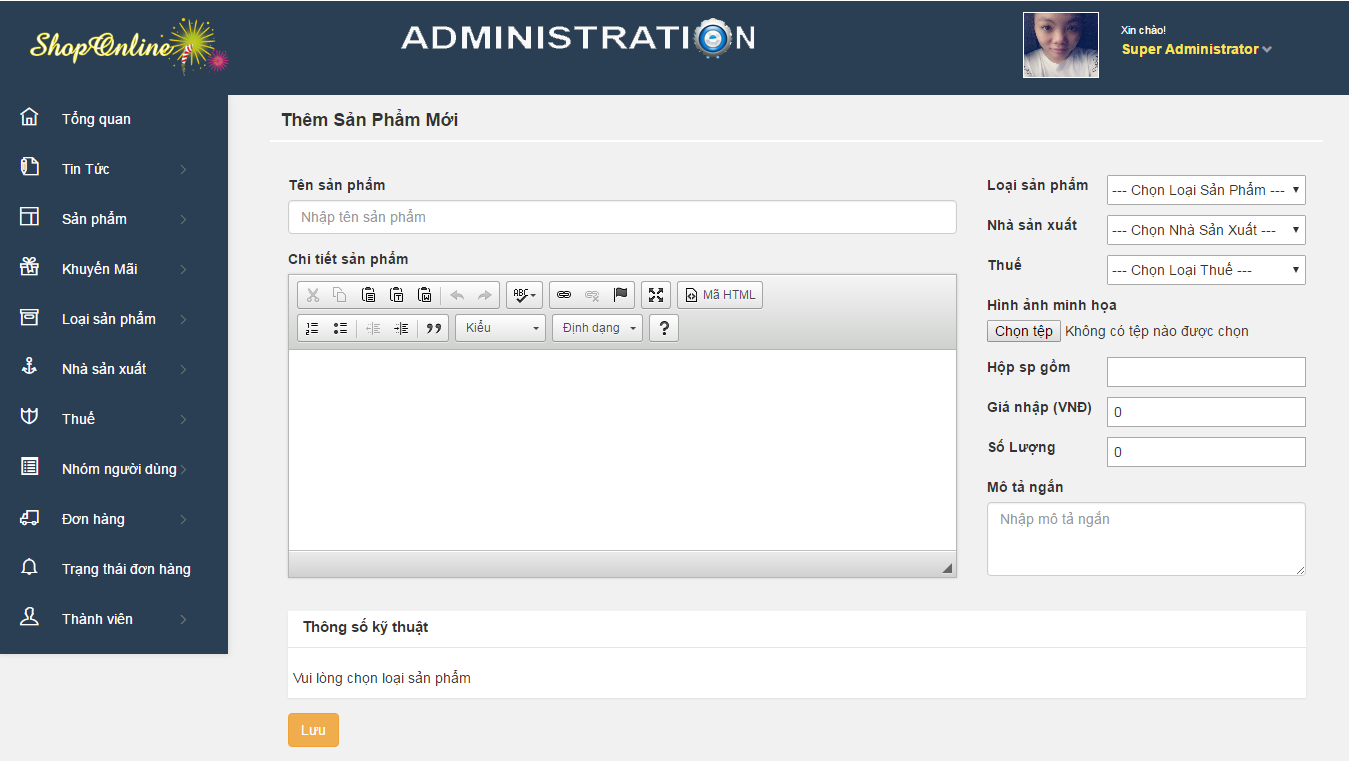 ShopOnline
ADMINISTRATION
Xin chào!
Super Administrator
Tổng quan
Tin Tức
Sản phẩm
Khuyến Mãi
Loại sản phẩm
Nhà sản xuất
Thuế
Nhóm người dùng
Đơn hàng
Trạng thái đơn hàng
Thành viên
Thêm Sản Phẩm Mới
Tên sản phẩm
Nhập tên sản phẩm
Chi tiết sản phẩm
ABC
Mã HTML
Kiểu
Định dạng
?
Loại sản phẩm
--- Chọn Loại Sản Phẩm ---
Nhà sản xuất
--- Chọn Nhà Sản Xuất ---
Thuế
--- Chọn Loại Thuế ---
Hình ảnh minh họa
Chọn tệp Không có tệp nào được chọn
Hộp sp gồm
Giá nhập (VNĐ)
0
Số Lượng
0
Mô tả ngắn
Nhập mô tả ngắn
Thông số kỹ thuật
Vui lòng chọn loại sản phẩm
Lưu